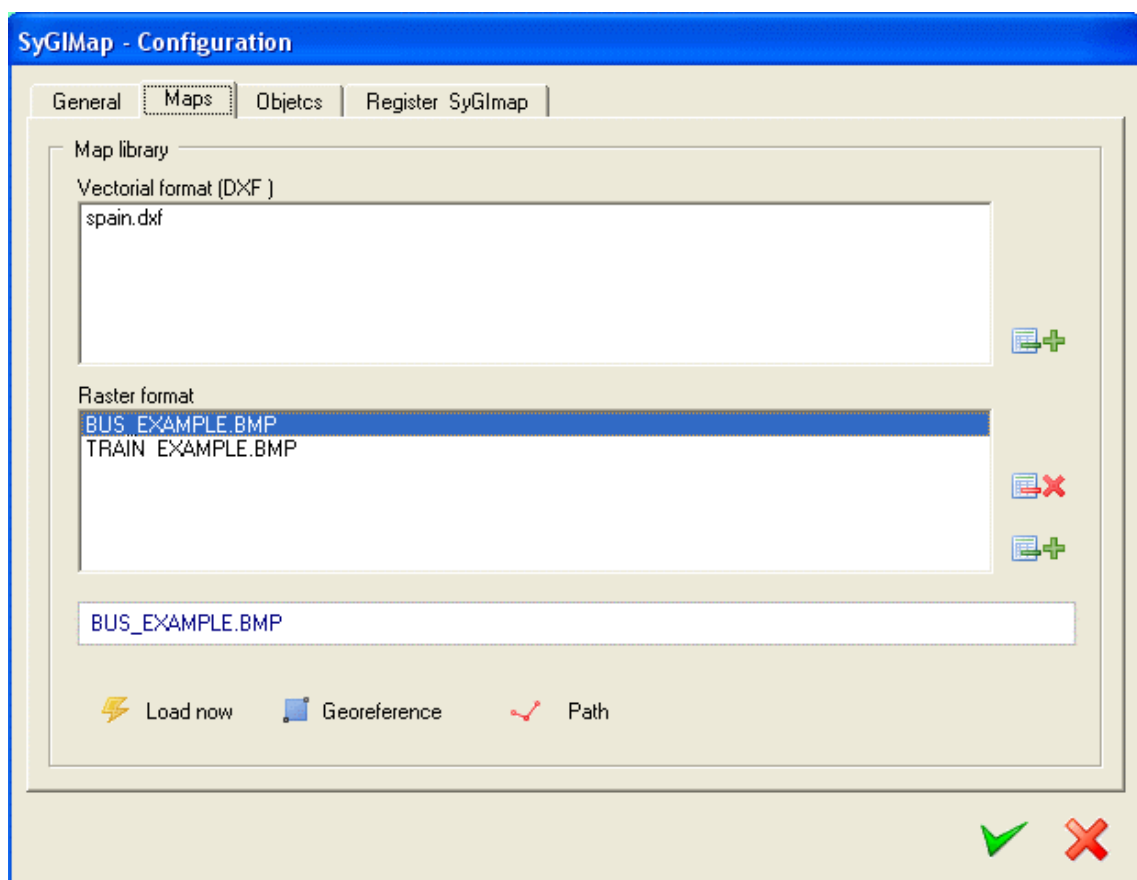 SyGIMap - Configuration
General Maps Objetcs Register SyGImap
Map library
Vectorial format (DXF )
spain.dxf
Raster format
BUS_EXAMPLE.BMP
TRAIN_EXAMPLE.BMP
BUS_EXAMPLE.BMP
Load now Georeference Path